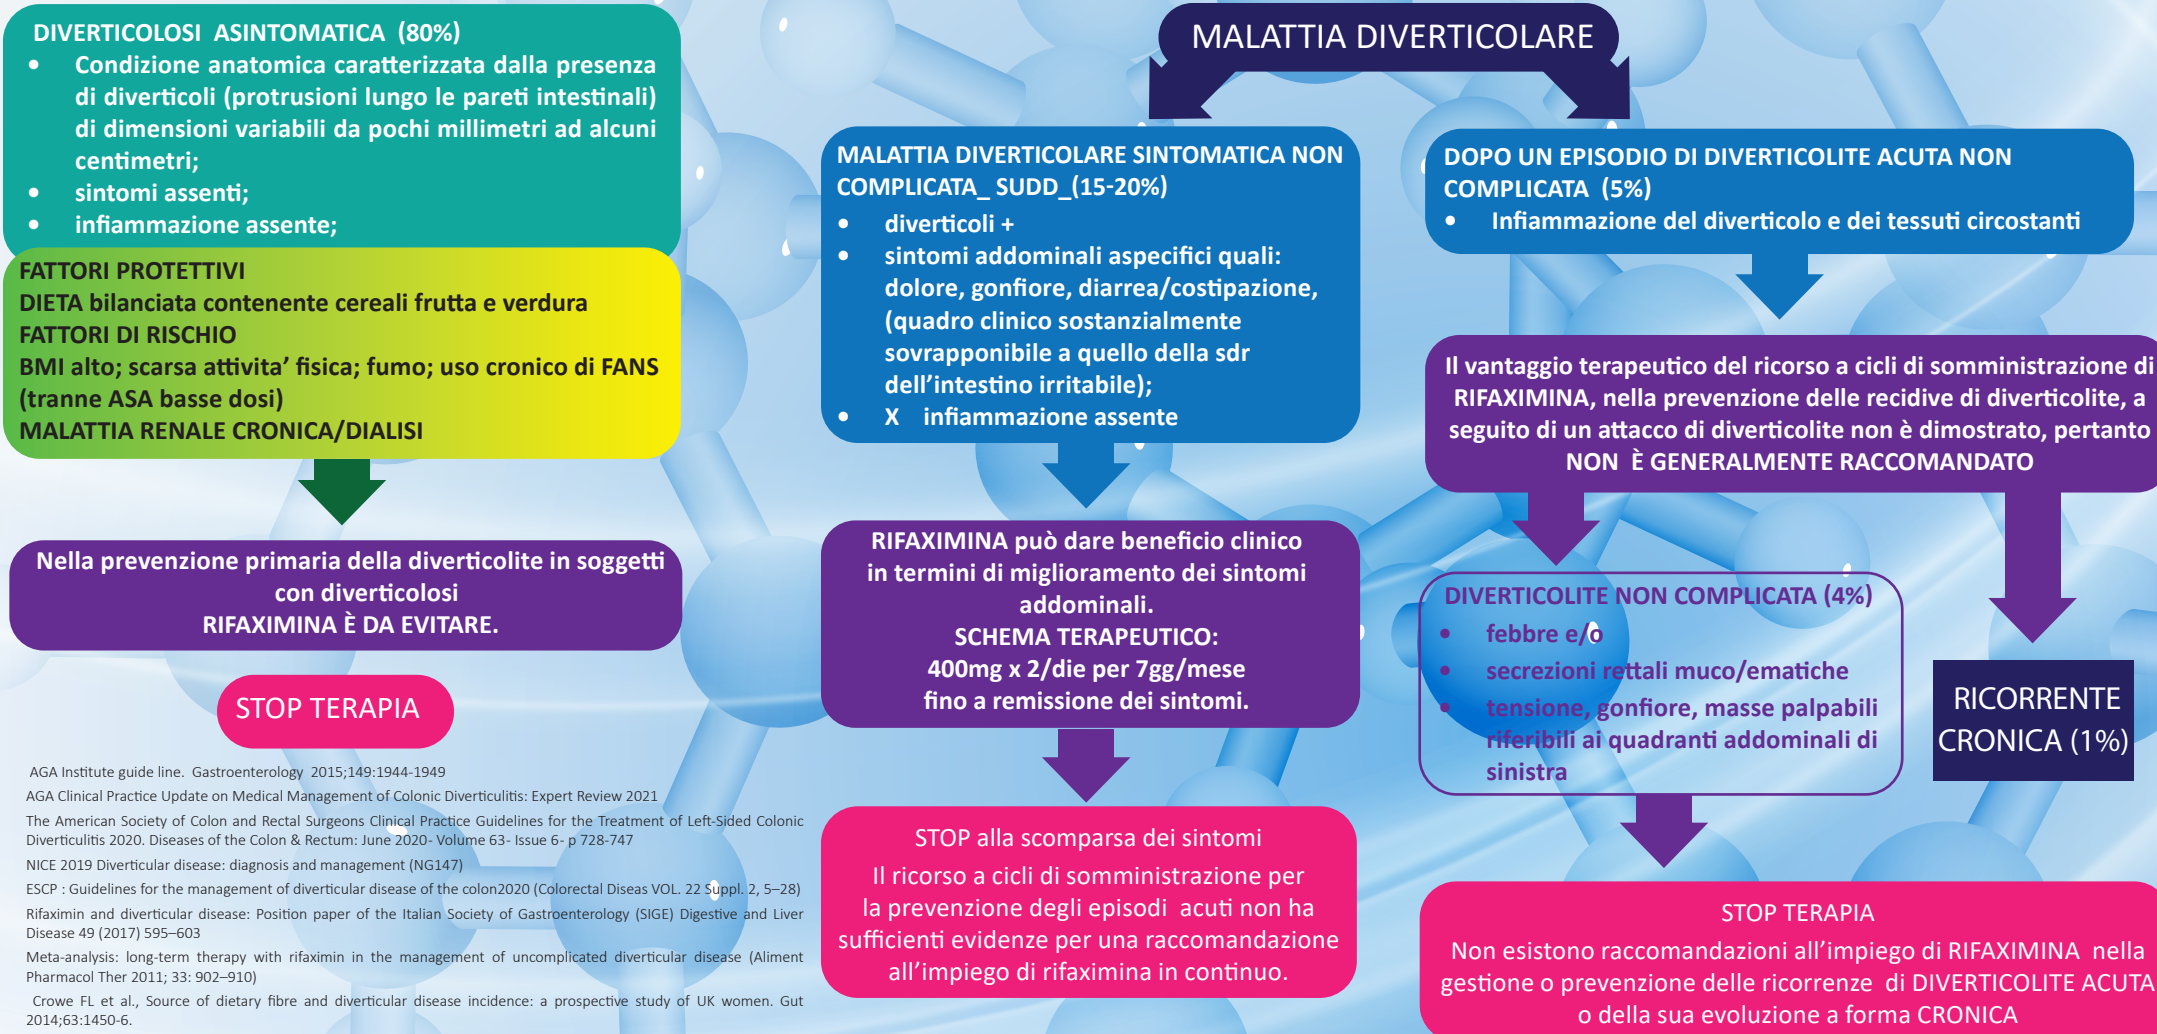 DIVERTICOLOSI ASINTOMATICA (80%)
• Condizione anatomica caratterizzata dalla presenza
di diverticoli (protrusioni lungo le pareti intestinali)
di dimensioni variabili da pochi millimetri ad alcuni
centimetri;
• sintomi assenti;
• infiammazione assente;
FATTORI PROTETTIVI
DIETA bilanciata contenente cereali frutta e verdura
FATTORI DI RISCHIO
BMI alto; scarsa attivita' fisica; fumo; uso cronico di FANS
(tranne ASA basse dosi)
MALATTIA RENALE CRONICA/DIALISI
Nella prevenzione primaria della diverticolite in soggetti
con diverticolosi
RIFAXIMINA È DA EVITARE.
STOP TERAPIA
AGA Institute guide line. Gastroenterology 2015;149:1944-1949
AGA Clinical Practice Update on Medical Management of Colonic Diverticulitis: Expert Review 2021
The American Society of Colon and Rectal Surgeons Clinical Practice Guidelines for the Treatment of Left-Sided Colonic
Diverticulitis 2020. Diseases of the Colon & Rectum: June 2020- Volume 63- Issue 6- p 728-747
NICE 2019 Diverticular disease: diagnosis and management (NG147)
ESCP : Guidelines for the management of diverticular disease of the colon2020 (Colorectal Diseas VOL. 22 Suppl. 2, 5–28)
Rifaximin and diverticular disease: Position paper of the Italian Society of Gastroenterology (SIGE) Digestive and Liver
Disease 49 (2017) 595–603
Meta-analysis: long-term therapy with rifaximin in the management of uncomplicated diverticular disease (Aliment
Pharmacol Ther 2011; 33: 902–910)
Crowe FL et al., Source of dietary fibre and diverticular disease incidence: a prospective study of UK women. Gut
2014;63:1450-6.
MALATTIA DIVERTICOLARE
MALATTIA DIVERTICOLARE SINTOMATICA NON
COMPLICATA_ SUDD_(15-20%)
• diverticoli +
• sintomi addominali aspecifici quali:
dolore, gonfiore, diarrea/costipazione,
(quadro clinico sostanzialmente
sovrapponibile a quello della sdr
dell'intestino irritabile);
• X infiammazione assente
RIFAXIMINA può dare beneficio clinico
in termini di miglioramento dei sintomi
addominali.
SCHEMA TERAPEUTICO:
400mg x 2/die per 7gg/mese
fino a remissione dei sintomi.
STOP alla scomparsa dei sintomi
Il ricorso a cicli di somministrazione per
la prevenzione degli episodi acuti non ha
sufficienti evidenze per una raccomandazione
all'impiego di rifaximina in continuo.
DOPO UN EPISODIO DI DIVERTICOLITE ACUTA NON
COMPLICATA (5%)
• Infiammazione del diverticolo e dei tessuti circostanti
Il vantaggio terapeutico del ricorso a cicli di somministrazione di
RIFAXIMINA, nella prevenzione delle recidive di diverticolite, a
seguito di un attacco di diverticolite non è dimostrato, pertanto
NON È GENERALMENTE RACCOMANDATO
DIVERTICOLITE NON COMPLICATA (4%)
• febbre e/o
• secrezioni rettali muco/ematiche
• tensione, gonfiore, masse palpabili
riferibili ai quadranti addominali di
sinistra
RICORRENTE
CRONICA (1%)
STOP TERAPIA
Non esistono raccomandazioni all'impiego di RIFAXIMINA nella
gestione o prevenzione delle ricorrenze di DIVERTICOLITE ACUTA
o della sua evoluzione a forma CRONICA